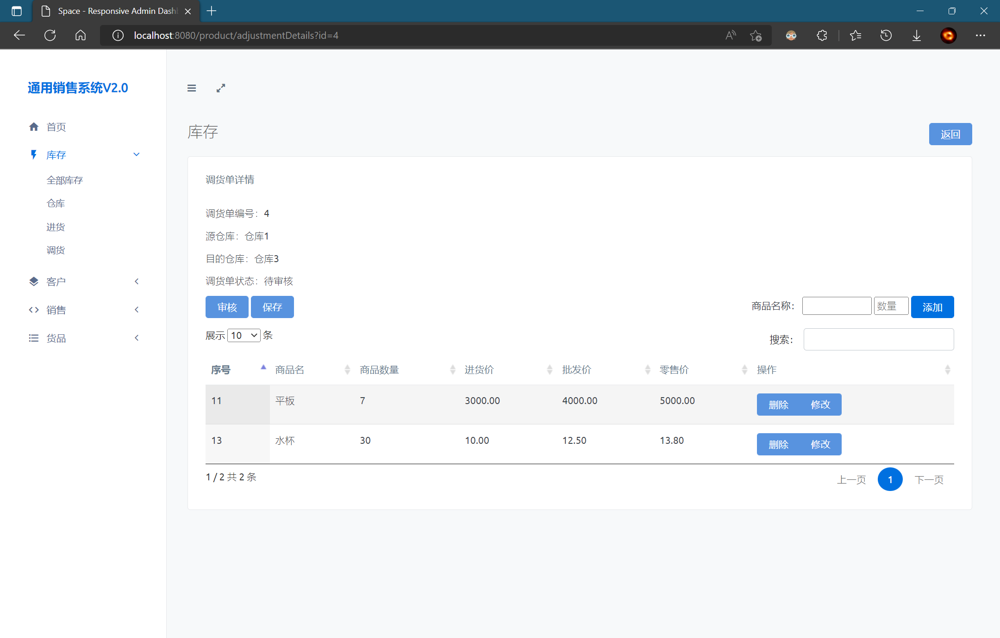 Space - Responsive Admin Dash
localhost:8080/product/adjustmentDetails?id=4
通用销售系统V2.0
首页
库存
全部库存
仓库
进货
调货
客户
销售
货品
库存
返回
调货单详情
调货单编号：4
源仓库：仓库1
目的仓库：仓库3
调货单状态：待审核
审核 保存
商品名称： 数量 添加
展示 10 条
搜索：
序号 商品名 商品数量 进货价 批发价 零售价 操作
11 平板 7 3000.00 4000.00 5000.00 删除 修改
13 水杯 30 10.00 12.50 13.80 删除 修改
1 / 2 共 2 条
上一页 1 下一页